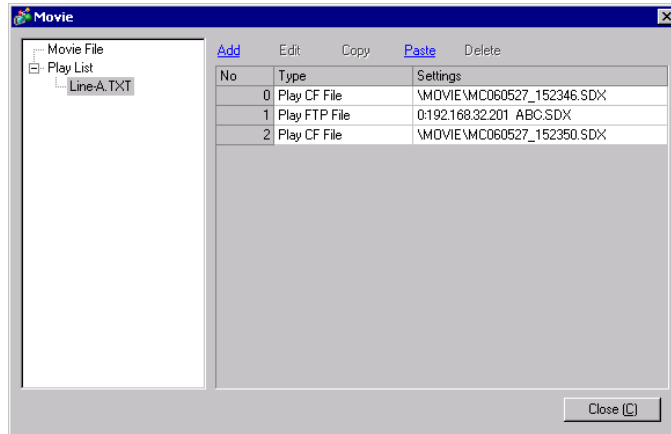 Movie
Movie File
Play List
Line-A.TXT
Add Edit Copy Paste Delete
No Type Settings
0 Play CF File \MOVIE\MC060527_152346.SDX
1 Play FTP File 0:192.168.32.201 ABC.SDX
2 Play CF File \MOVIE\MC060527_152350.SDX
Close (C)